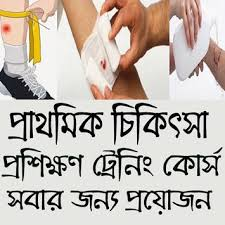 প্রাথমিক চিকিৎসা
প্রশিক্ষণ ট্রেনিং কোর্স
সবার জন্য প্রয়োজন